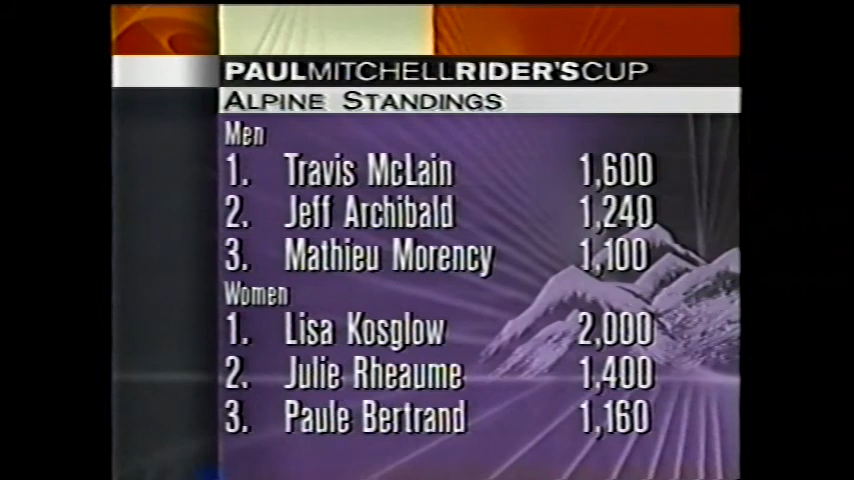 PAULMITCHELLRIDER'SCUP
ALPINE STANDINGS
Men
1. Travis McLain 1,600
2. Jeff Archibald 1,240
3. Mathieu Morency 1,100
Women
1. Lisa Kosglow 2,000
2. Julie Rheaume 1,400
3. Paule Bertrand 1,160